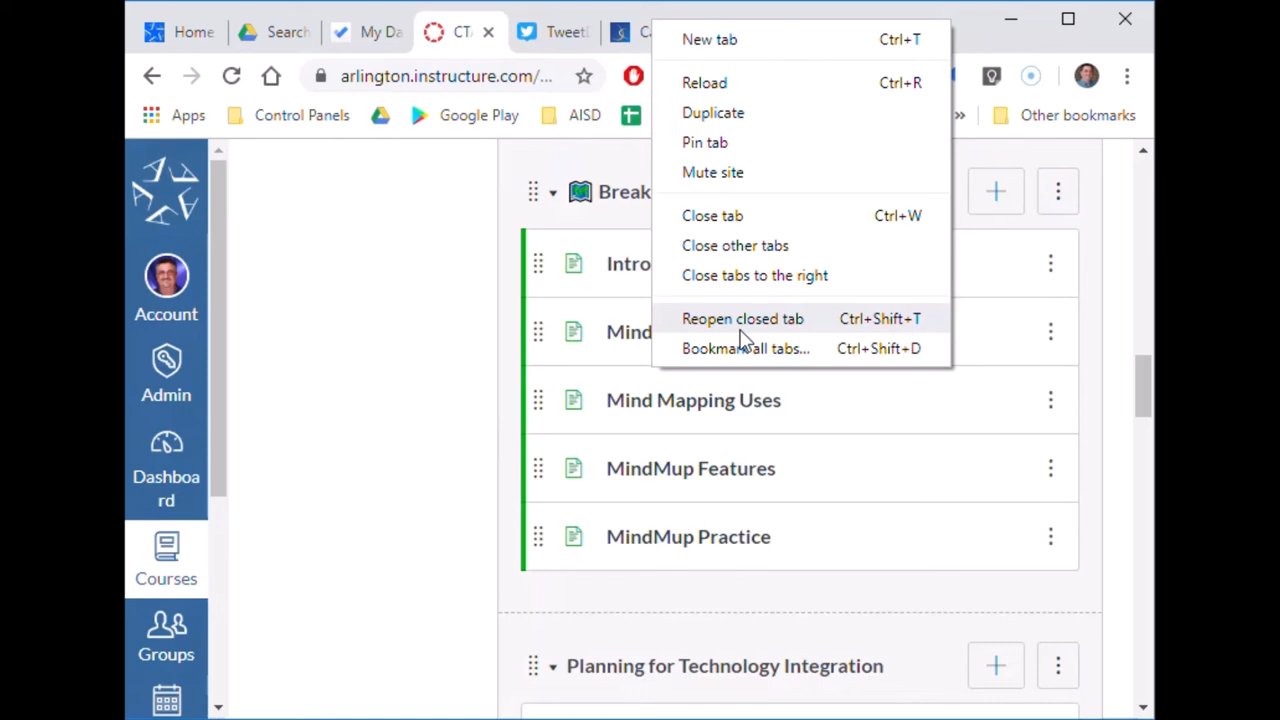 Home
Search
My Da
CTA
TweetD
New tab Ctrl+T
Reload Ctrl+R
Duplicate
Pin tab
Mute site
Close tab Ctrl+W
Close other tabs
Close tabs to the right
Reopen closed tab Ctrl+Shift+T
Bookmark all tabs... Ctrl+Shift+D
arlington.instructure.com/...
Apps
Control Panels
Google Play
AISD
»
Other bookmarks
Account
Admin
Dashboa
rd
Courses
Groups
Break
Intro
Mind
Mind Mapping Uses
MindMup Features
MindMup Practice
Planning for Technology Integration